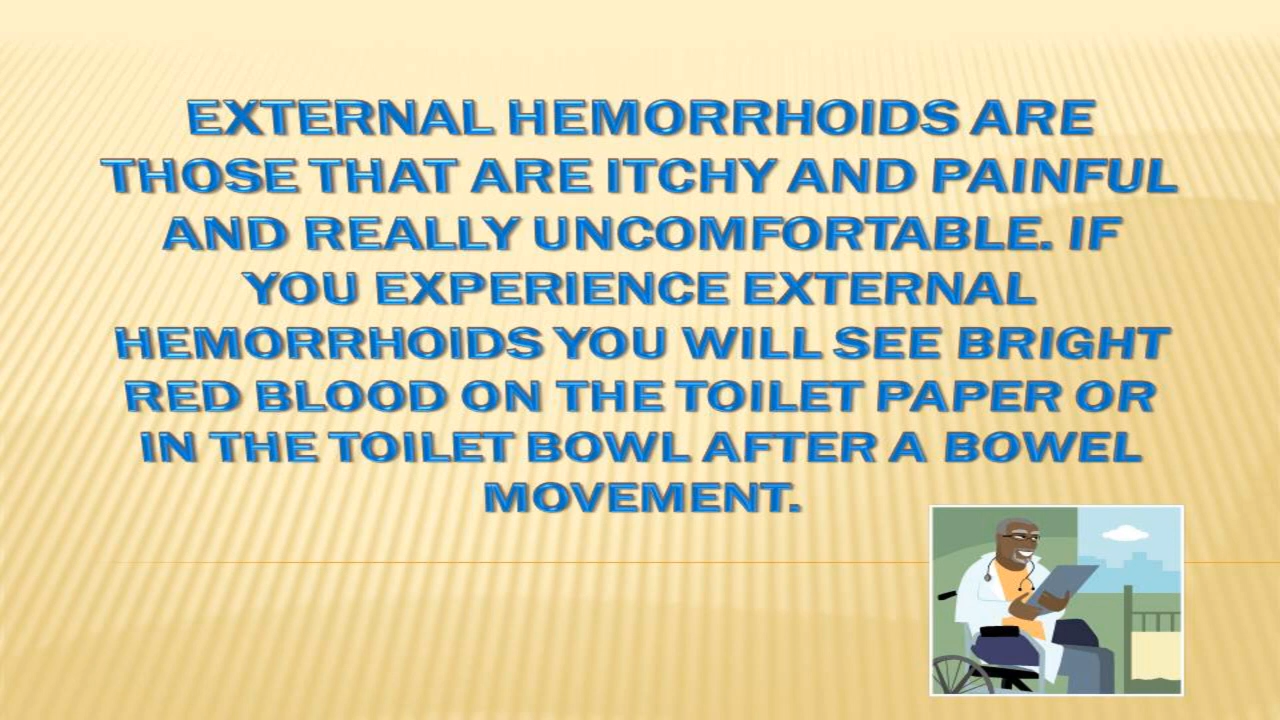 EXTERNAL HEMORRHOIDS ARE
THOSE THAT ARE ITCHY AND PAINFUL
AND REALLY UNCOMFORTABLE. IF
YOU EXPERIENCE EXTERNAL
HEMORRHOIDS YOU WILL SEE BRIGHT
RED BLOOD ON THE TOILET PAPER OR
IN THE TOILET BOWL AFTER A BOWEL
MOVEMENT.